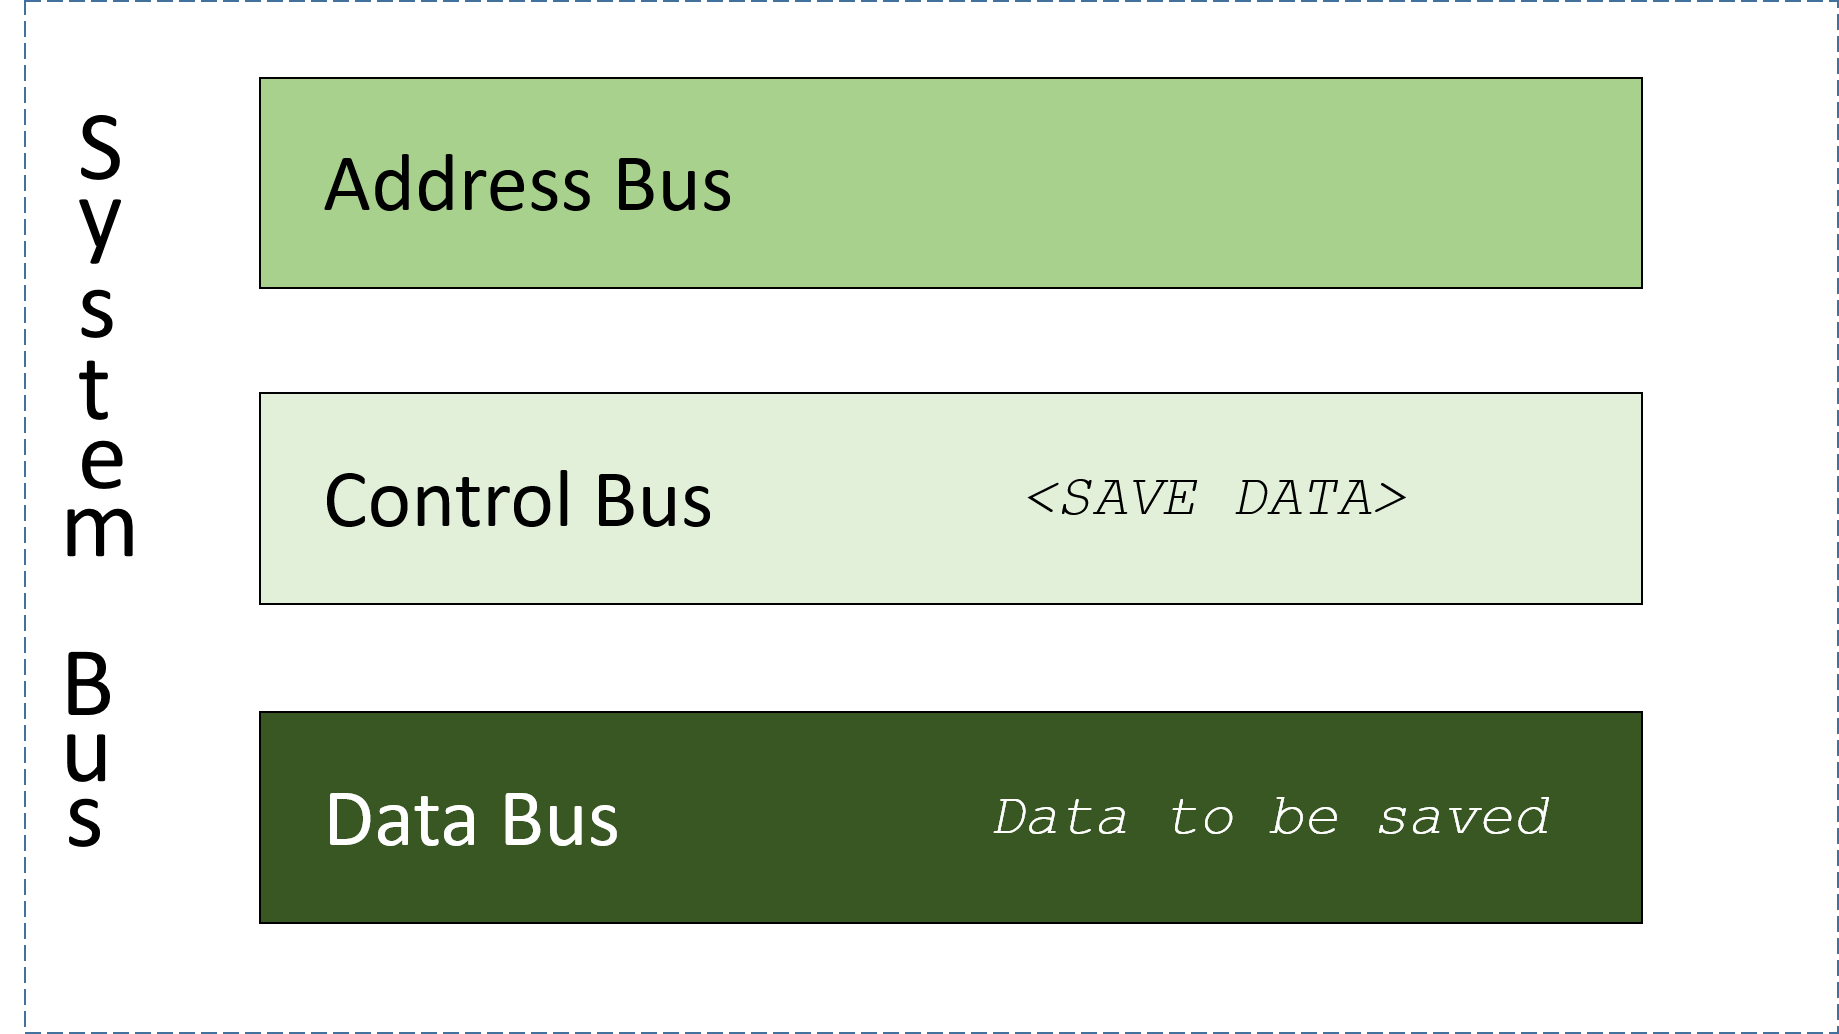 System Bus
Address Bus
Control Bus <SAVE DATA>
Data Bus Data to be saved